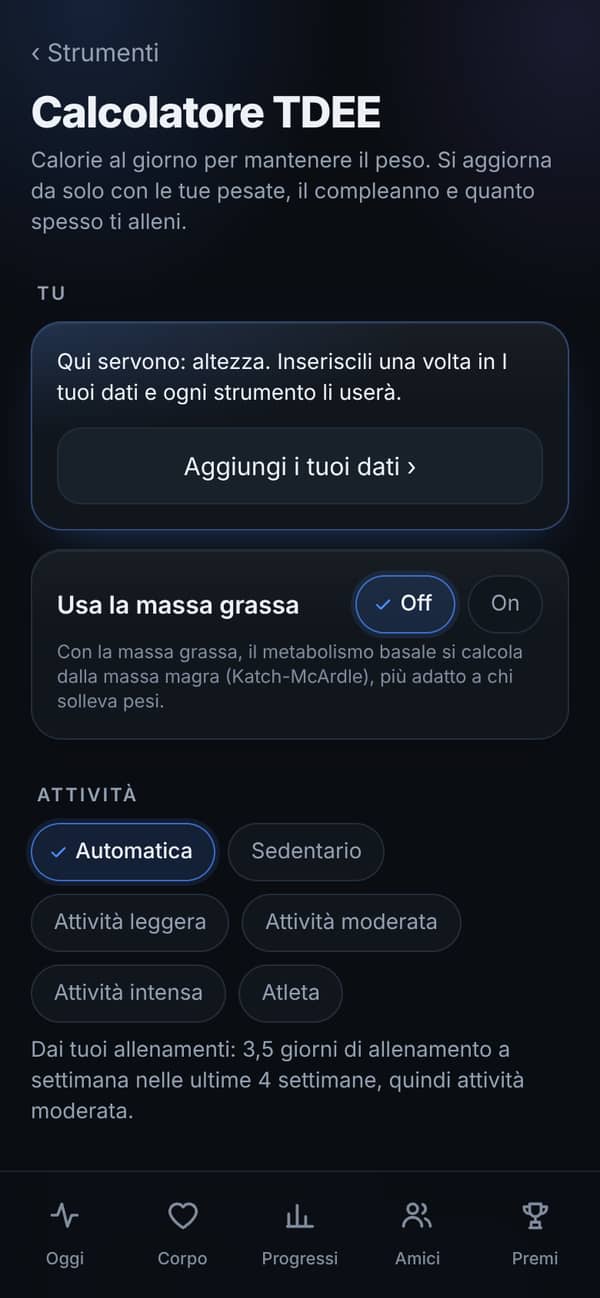 ‹ Strumenti
Calcolatore TDEE
Calorie al giorno per mantenere il peso. Si aggiorna
da solo con le tue pesate, il compleanno e quanto
spesso ti alleni.
TU
Qui servono: altezza. Inseriscili una volta in I
tuoi dati e ogni strumento li userà.
Aggiungi i tuoi dati ›
Usa la massa grassa
✓ Off
On
Con la massa grassa, il metabolismo basale si calcola
dalla massa magra (Katch-McArdle), più adatto a chi
solleva pesi.
ATTIVITÀ
✓ Automatica
Sedentario
Attività leggera
Attività moderata
Attività intensa
Atleta
Dai tuoi allenamenti: 3,5 giorni di allenamento a
settimana nelle ultime 4 settimane, quindi attività
moderata.
Oggi
Corpo
Progressi
Amici
Premi